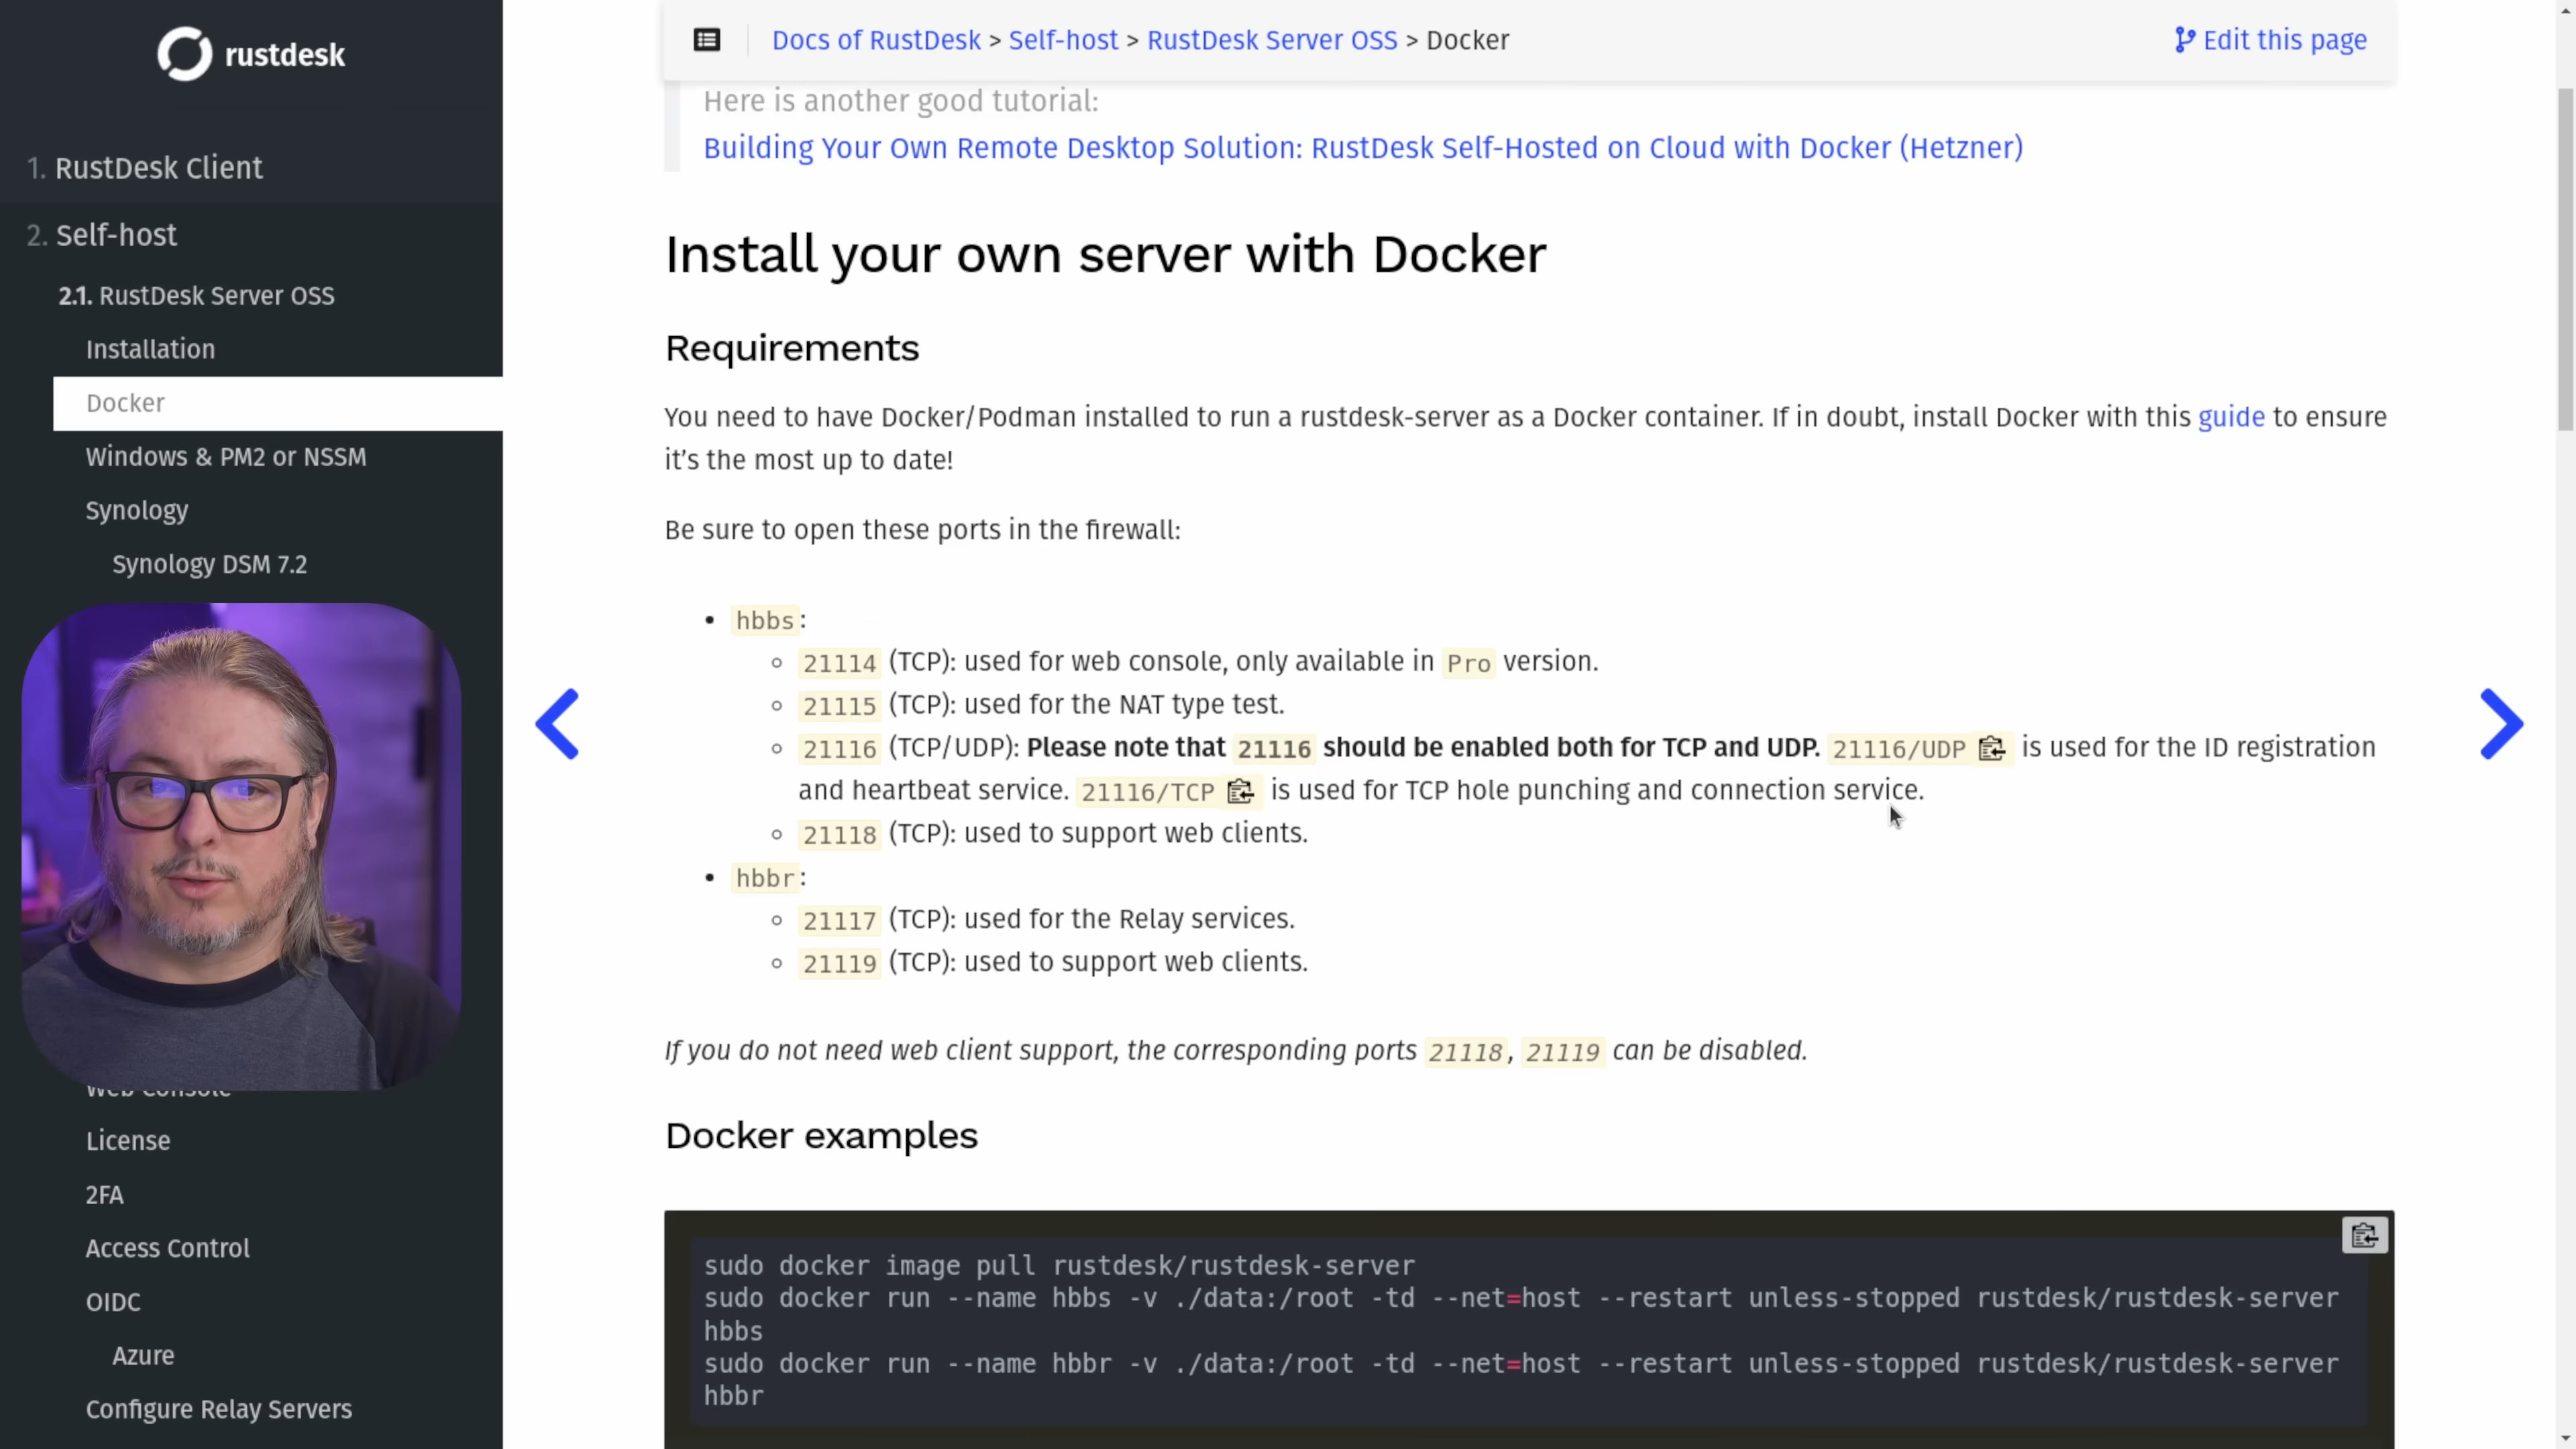 rustdesk
1. RustDesk Client
2. Self-host
2.1. RustDesk Server OSS
Installation
Docker
Windows & PM2 or NSSM
Synology
Synology DSM 7.2
Web Console
License
2FA
Access Control
OIDC
Azure
Configure Relay Servers
Docs of RustDesk > Self-host > RustDesk Server OSS > Docker
Edit this page
Here is another good tutorial:
Building Your Own Remote Desktop Solution: RustDesk Self-Hosted on Cloud with Docker (Hetzner)
Install your own server with Docker
Requirements
You need to have Docker/Podman installed to run a rustdesk-server as a Docker container. If in doubt, install Docker with this guide to ensure
it’s the most up to date!
Be sure to open these ports in the firewall:
• hbbs:
◦ 21114 (TCP): used for web console, only available in Pro version.
◦ 21115 (TCP): used for the NAT type test.
◦ 21116 (TCP/UDP): Please note that 21116 should be enabled both for TCP and UDP. 21116/UDP is used for the ID registration
and heartbeat service. 21116/TCP is used for TCP hole punching and connection service.
◦ 21118 (TCP): used to support web clients.
• hbbr:
◦ 21117 (TCP): used for the Relay services.
◦ 21119 (TCP): used to support web clients.
If you do not need web client support, the corresponding ports 21118, 21119 can be disabled.
Docker examples
sudo docker image pull rustdesk/rustdesk-server
sudo docker run --name hbbs -v ./data:/root -td --net=host --restart unless-stopped rustdesk/rustdesk-server
hbbs
sudo docker run --name hbbr -v ./data:/root -td --net=host --restart unless-stopped rustdesk/rustdesk-server
hbbr